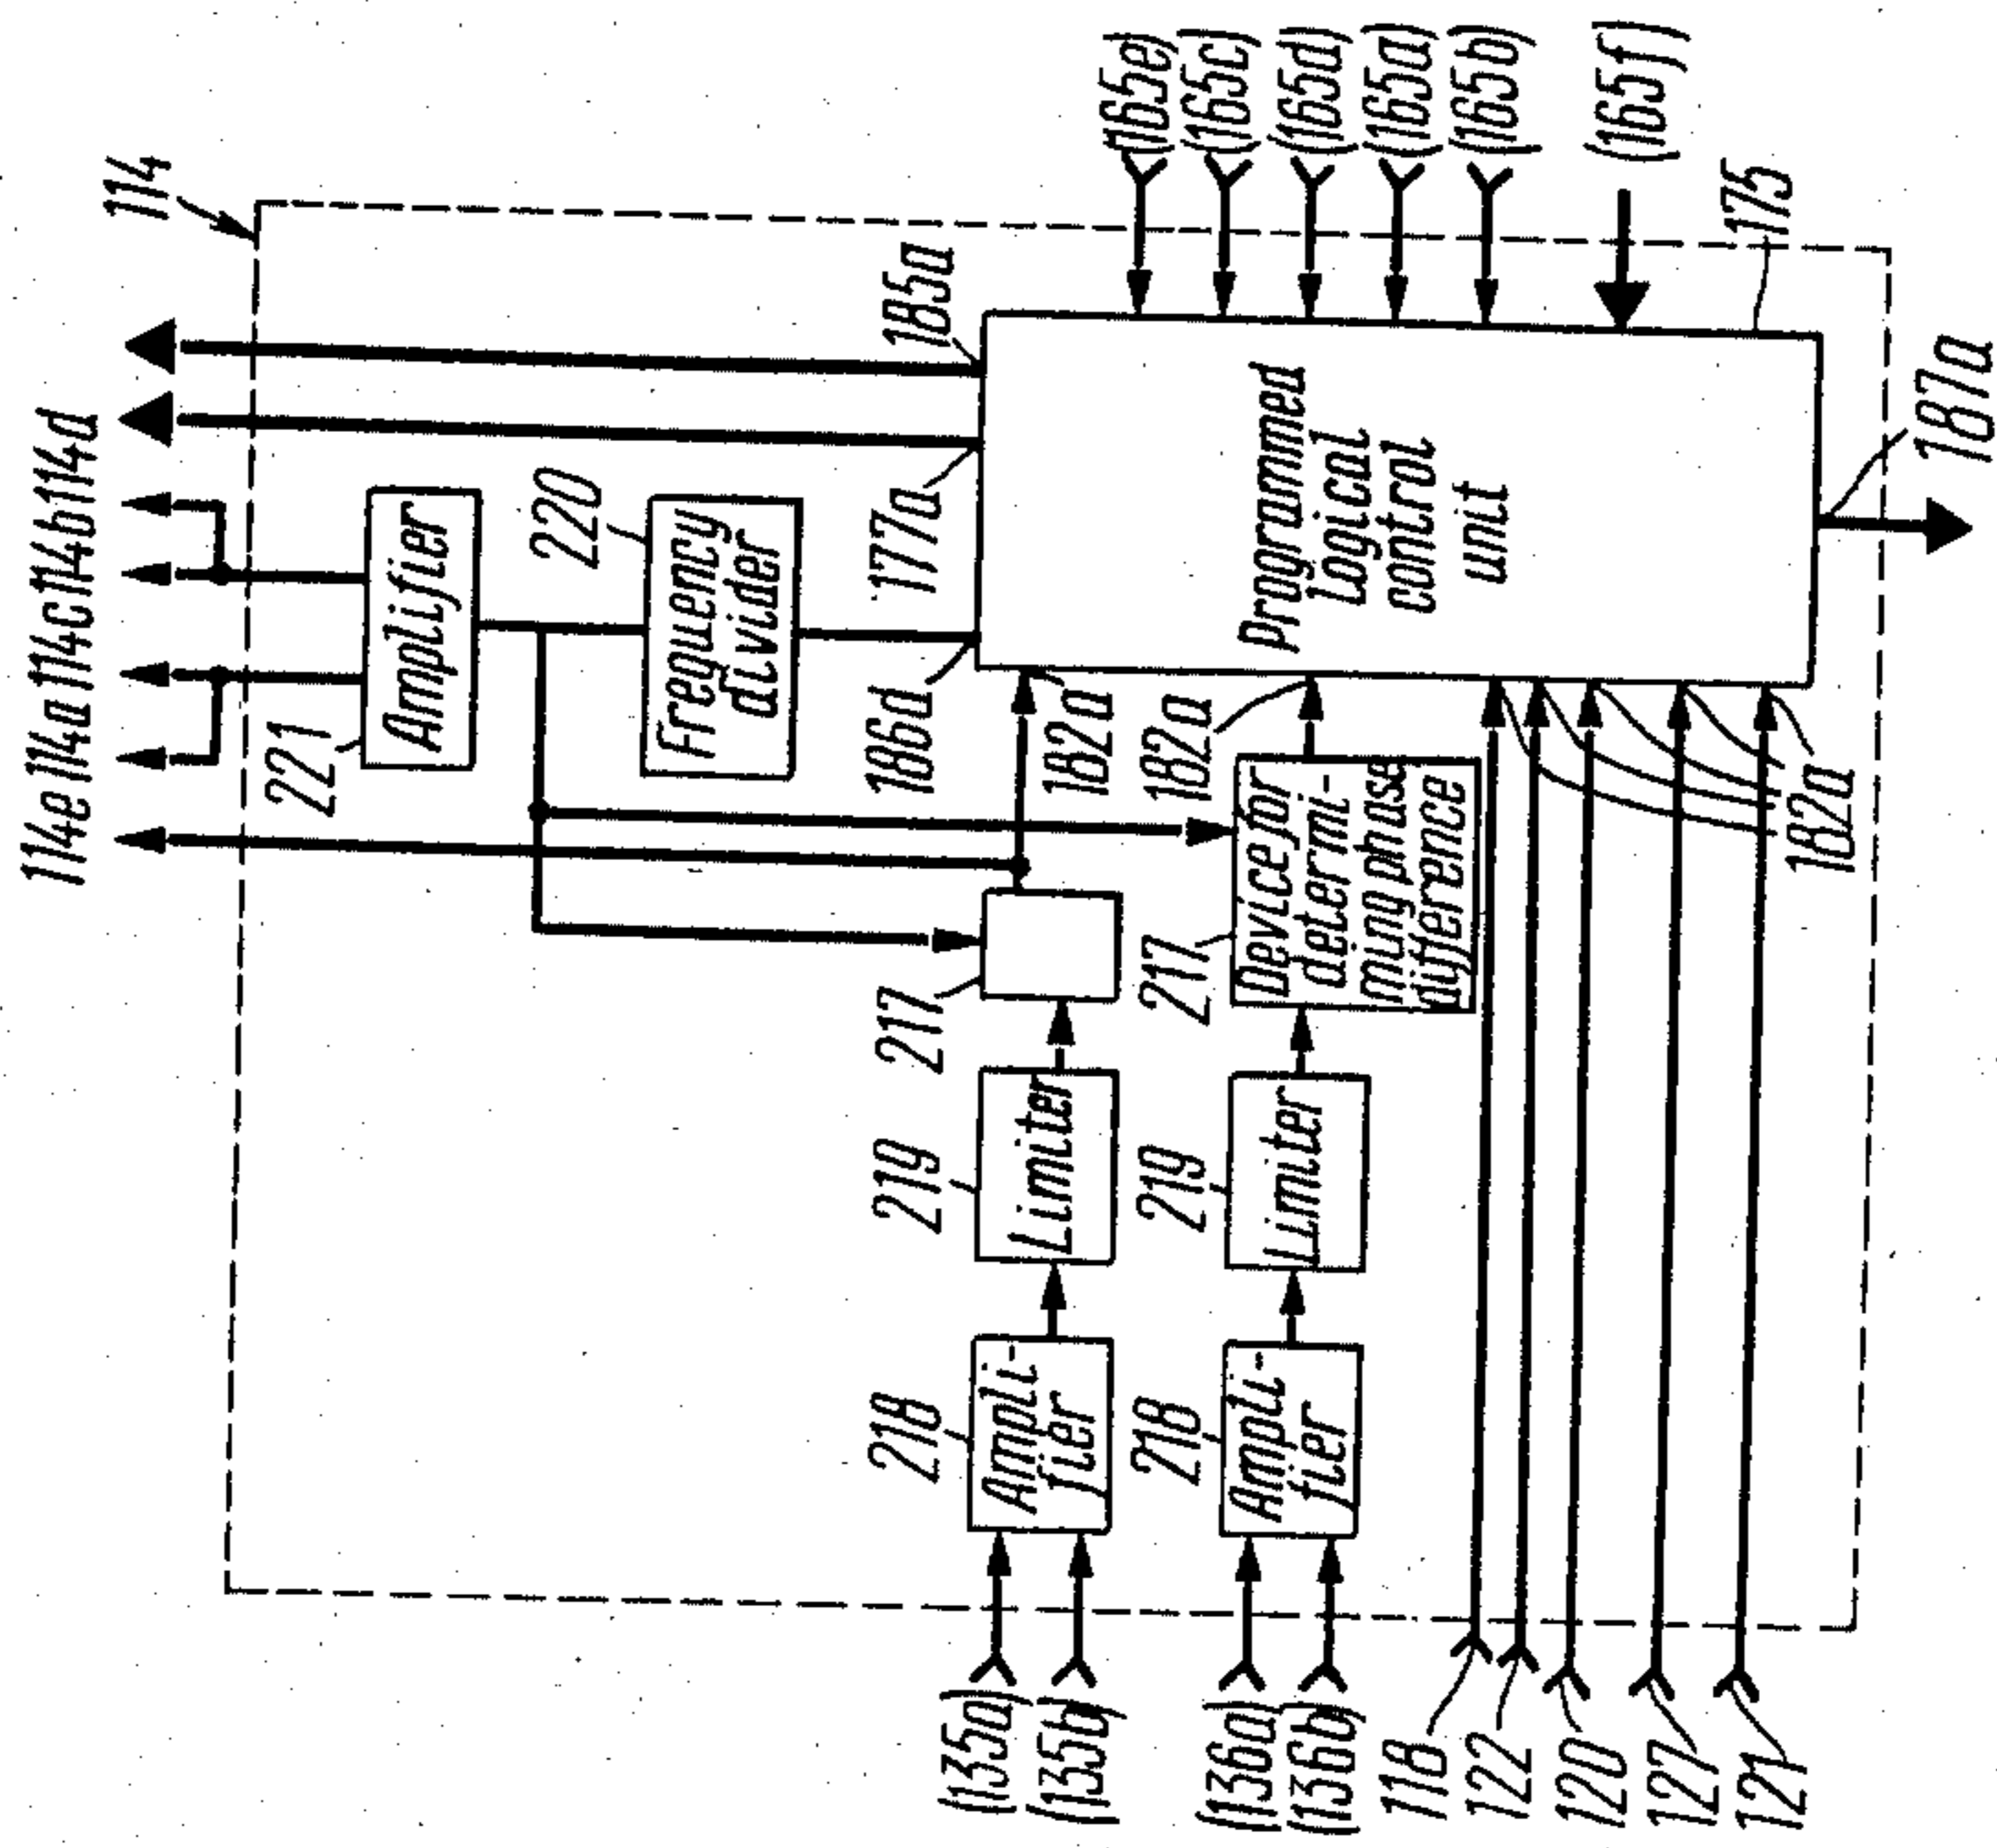 114
114e 114a 114c 114b 114d
221
Amplifier
220
Frequency
divider
185a
177a
186d
182a
182a
182a
(165e)
(165c)
(165d)
(165a)
(165b)
(165f)
175
Programmed
logical
control
unit
187a
217
217
Device for
determi-
ning phase
difference
219
Limiter
219
Limiter
218
Ampli-
fier
218
Ampli-
fier
(135a)
(135b)
(136a)
(136b)
118
122
120
127
121